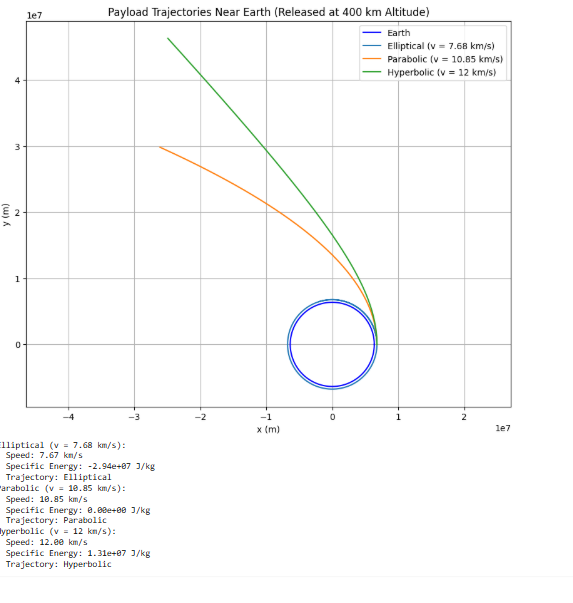 Payload Trajectories Near Earth (Released at 400 km Altitude)
1e7
Earth
Elliptical (v = 7.68 km/s)
Parabolic (v = 10.85 km/s)
Hyperbolic (v = 12 km/s)
4
3
2
1
0
y (m)
−4 −3 −2 −1 0 1 2
x (m)
1e7
Elliptical (v = 7.68 km/s):
Speed: 7.67 km/s
Specific Energy: -2.94e+07 J/kg
Trajectory: Elliptical
Parabolic (v = 10.85 km/s):
Speed: 10.85 km/s
Specific Energy: 0.00e+00 J/kg
Trajectory: Parabolic
Hyperbolic (v = 12 km/s):
Speed: 12.00 km/s
Specific Energy: 1.31e+07 J/kg
Trajectory: Hyperbolic